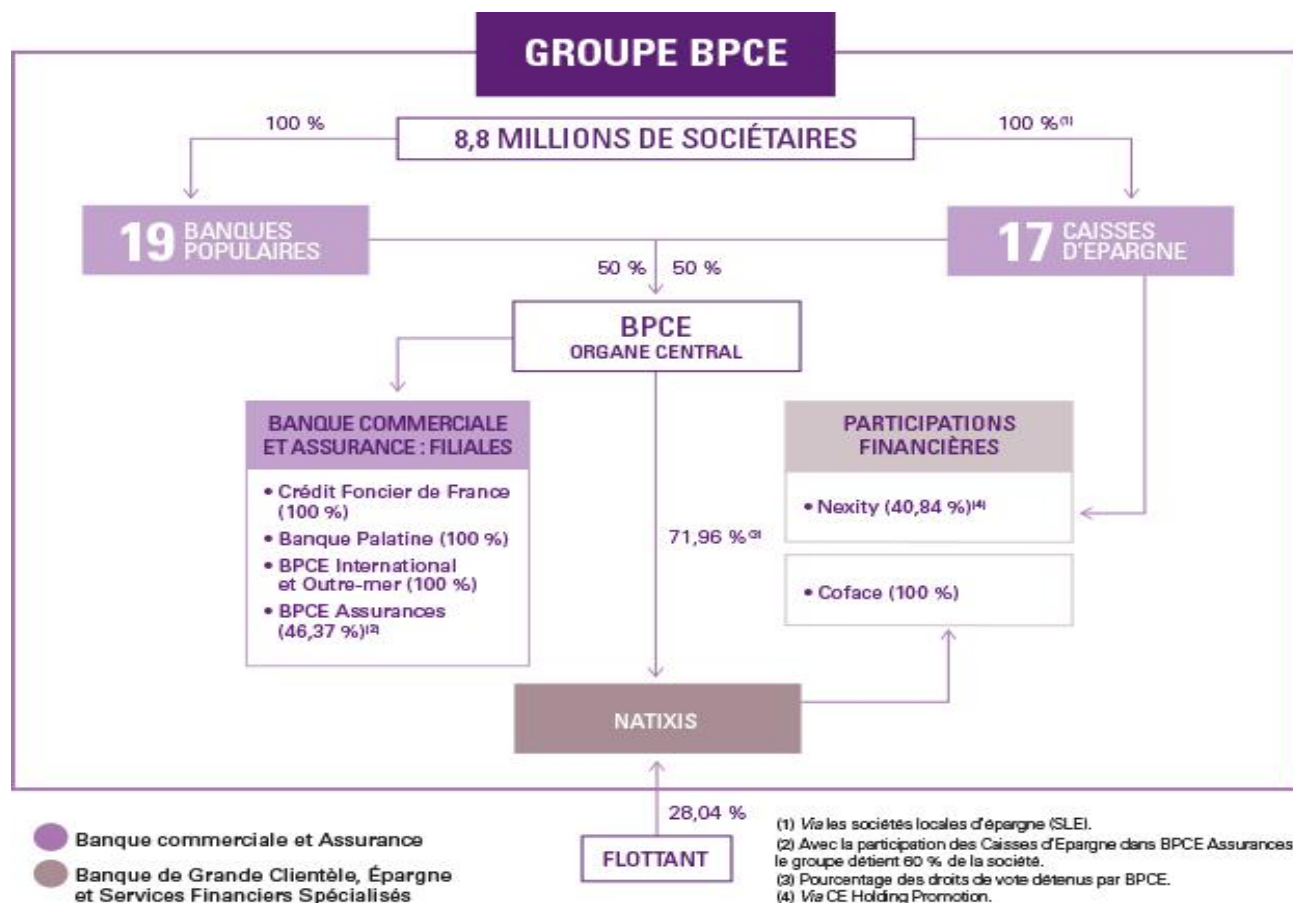 GROUPE BPCE
100 %
8,8 MILLIONS DE SOCIÉTAIRES
100 %(1)
19 BANQUES
POPULAIRES
17 CAISSES
D'EPARGNE
50 % 50 %
BPCE
ORGANE CENTRAL
BANQUE COMMERCIALE
ET ASSURANCE : FILIALES
• Crédit Foncier de France
(100 %)
• Banque Palatine (100 %)
• BPCE International
et Outre-mer (100 %)
• BPCE Assurances
(46,37 %)(2)
71,96 %(3)
PARTICIPATIONS
FINANCIÈRES
• Nexity (40,84 %)(4)
• Coface (100 %)
NATIXIS
28,04 %
FLOTTANT
Banque commerciale et Assurance
Banque de Grande Clientèle, Épargne
et Services Financiers Spécialisés
(1) Via les sociétés locales d'épargne (SLE).
(2) Avec la participation des Caisses d'Epargne dans BPCE Assurances
le groupe détient 60 % de la société.
(3) Pourcentage des droits de vote détenus par BPCE.
(4) Via CE Holding Promotion.